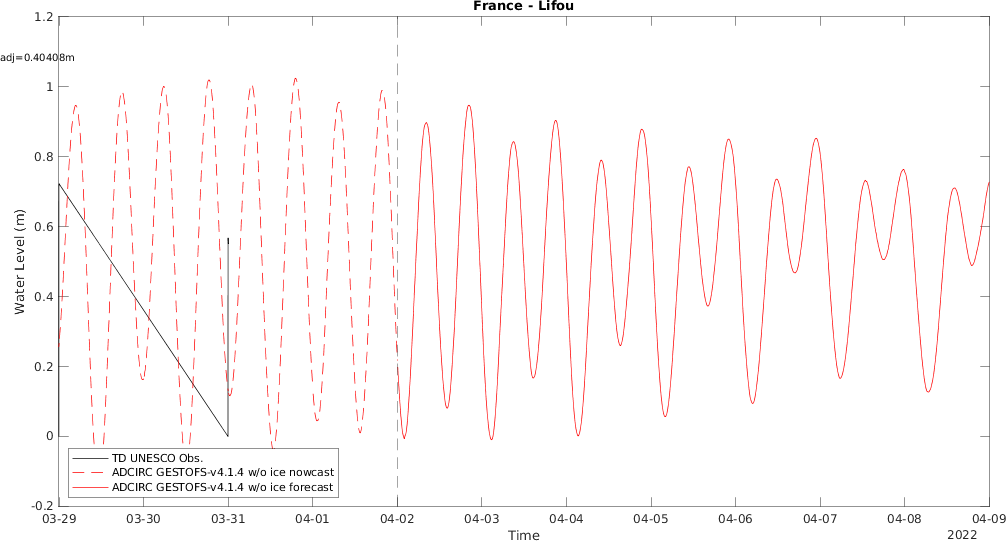 France - Lifou
adj=0.40408m
1.2
1
0.8
0.6
0.4
0.2
0
-0.2
Water Level (m)
TD UNESCO Obs.
ADCIRC GESTOFS-v4.1.4 w/o ice nowcast
ADCIRC GESTOFS-v4.1.4 w/o ice forecast
03-29 03-30 03-31 04-01 04-02 04-03 04-04 04-05 04-06 04-07 04-08 04-09
Time
2022